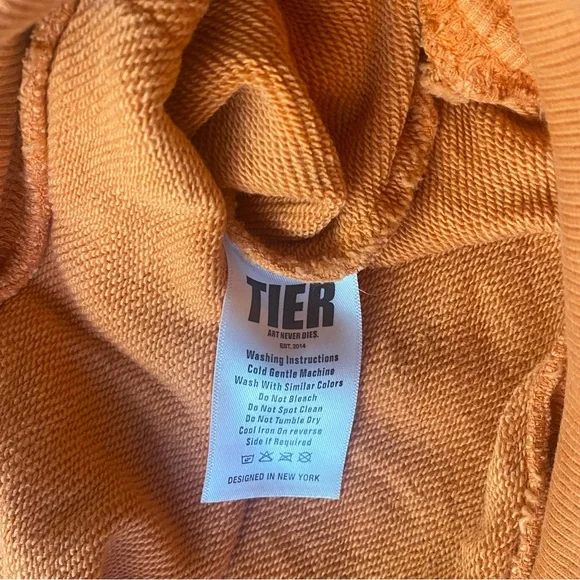 TIER
ART NEVER DIES.
EST. 2014
Washing Instructions
Cold Gentle Machine
Wash With Similar Colors
Do Not Bleach
Do Not Spot Clean
Do Not Tumble Dry
Cool Iron On reverse
Side If Required
DESIGNED IN NEW YORK